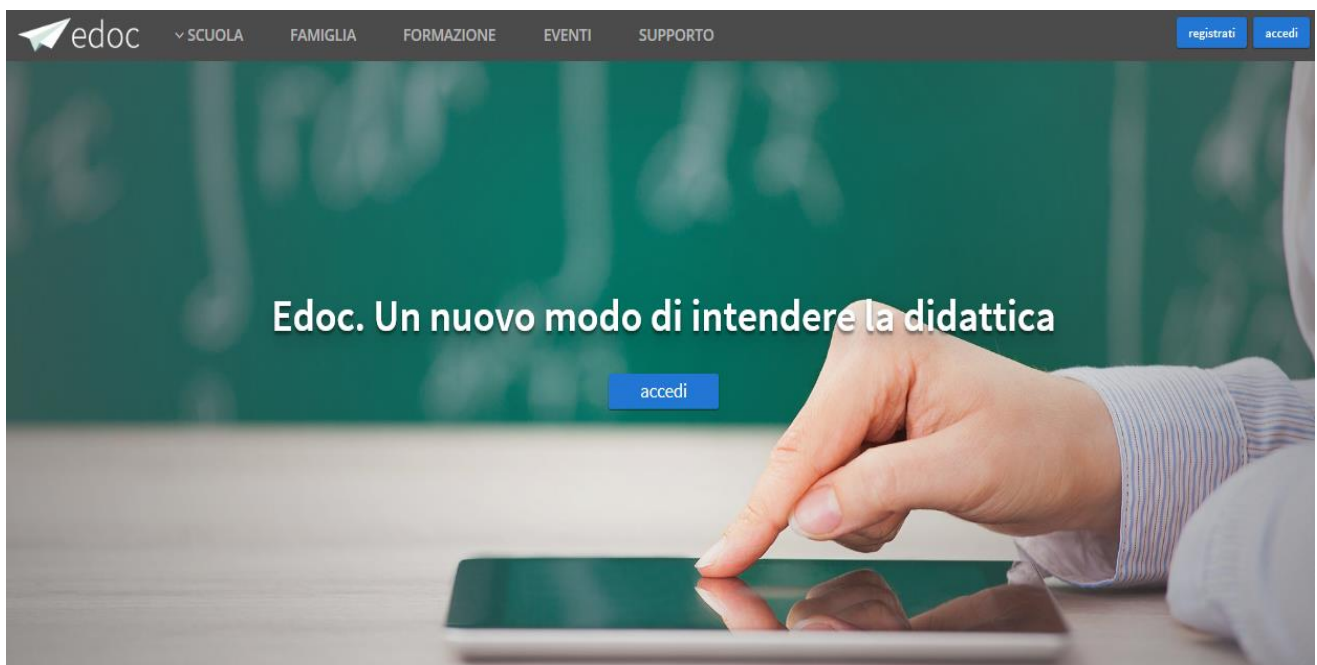 edoc
SCUOLA FAMIGLIA FORMAZIONE EVENTI SUPPORTO
registrati accedi
Edoc. Un nuovo modo di intendere la didattica
accedi